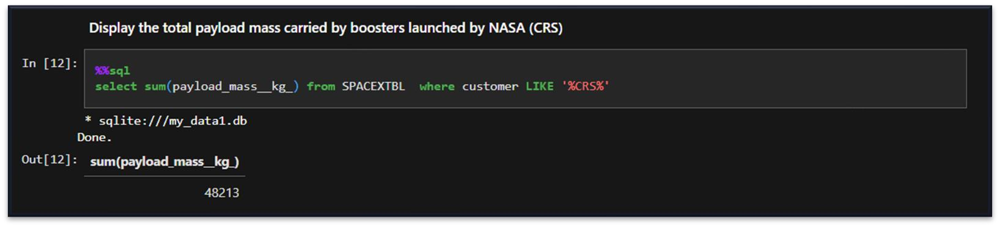 Display the total payload mass carried by boosters launched by NASA (CRS)
In [12]:
%%sql
select sum(payload_mass__kg_) from SPACEXTBL  where customer LIKE '%CRS%'
* sqlite:///my_data1.db
Done.
Out[12]:
sum(payload_mass__kg_)
48213